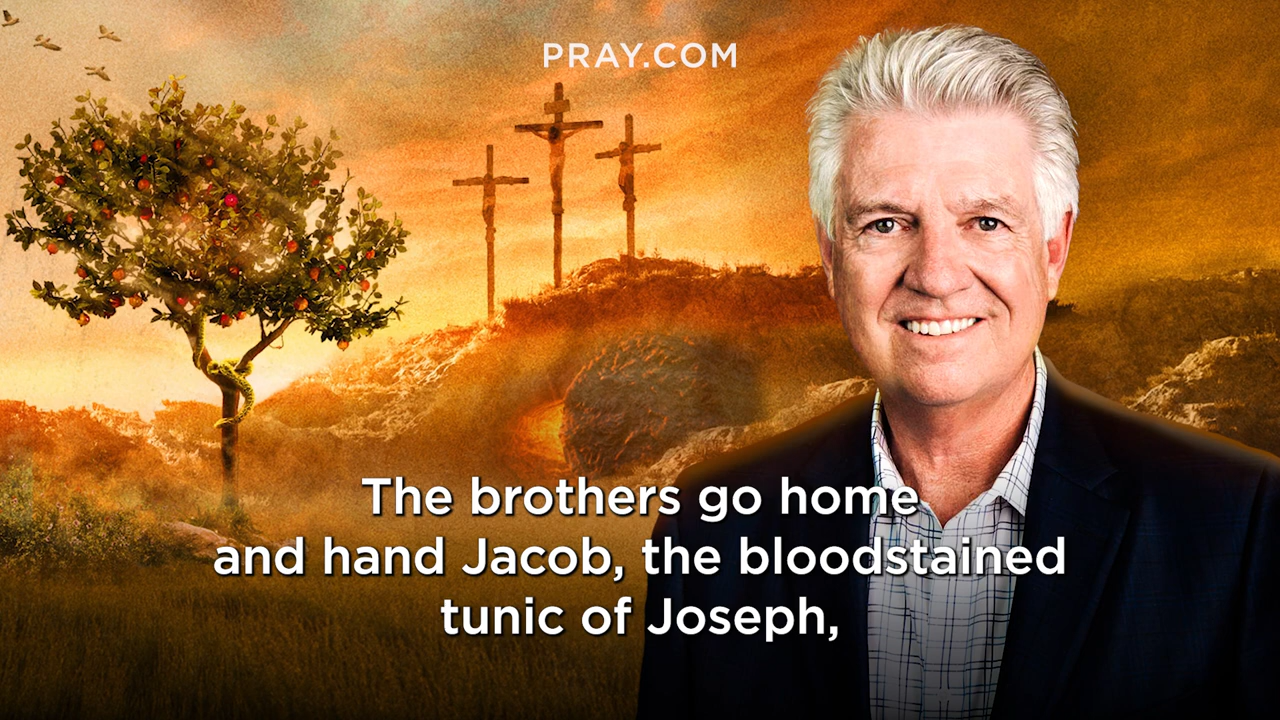 PRAY.COM
The brothers go home
and hand Jacob, the bloodstained
tunic of Joseph,